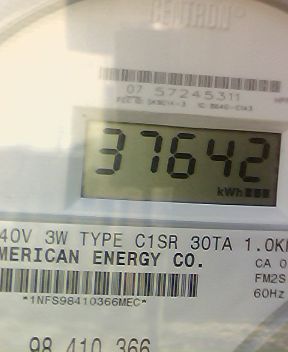 CENTRON®
07 57245311
37642
kWh
40V 3W TYPE C1SR 30TA 1.0K
MERICAN ENERGY CO.
CA 0
FM2S
60Hz
*1NFS98410366MEC*
98 410 366